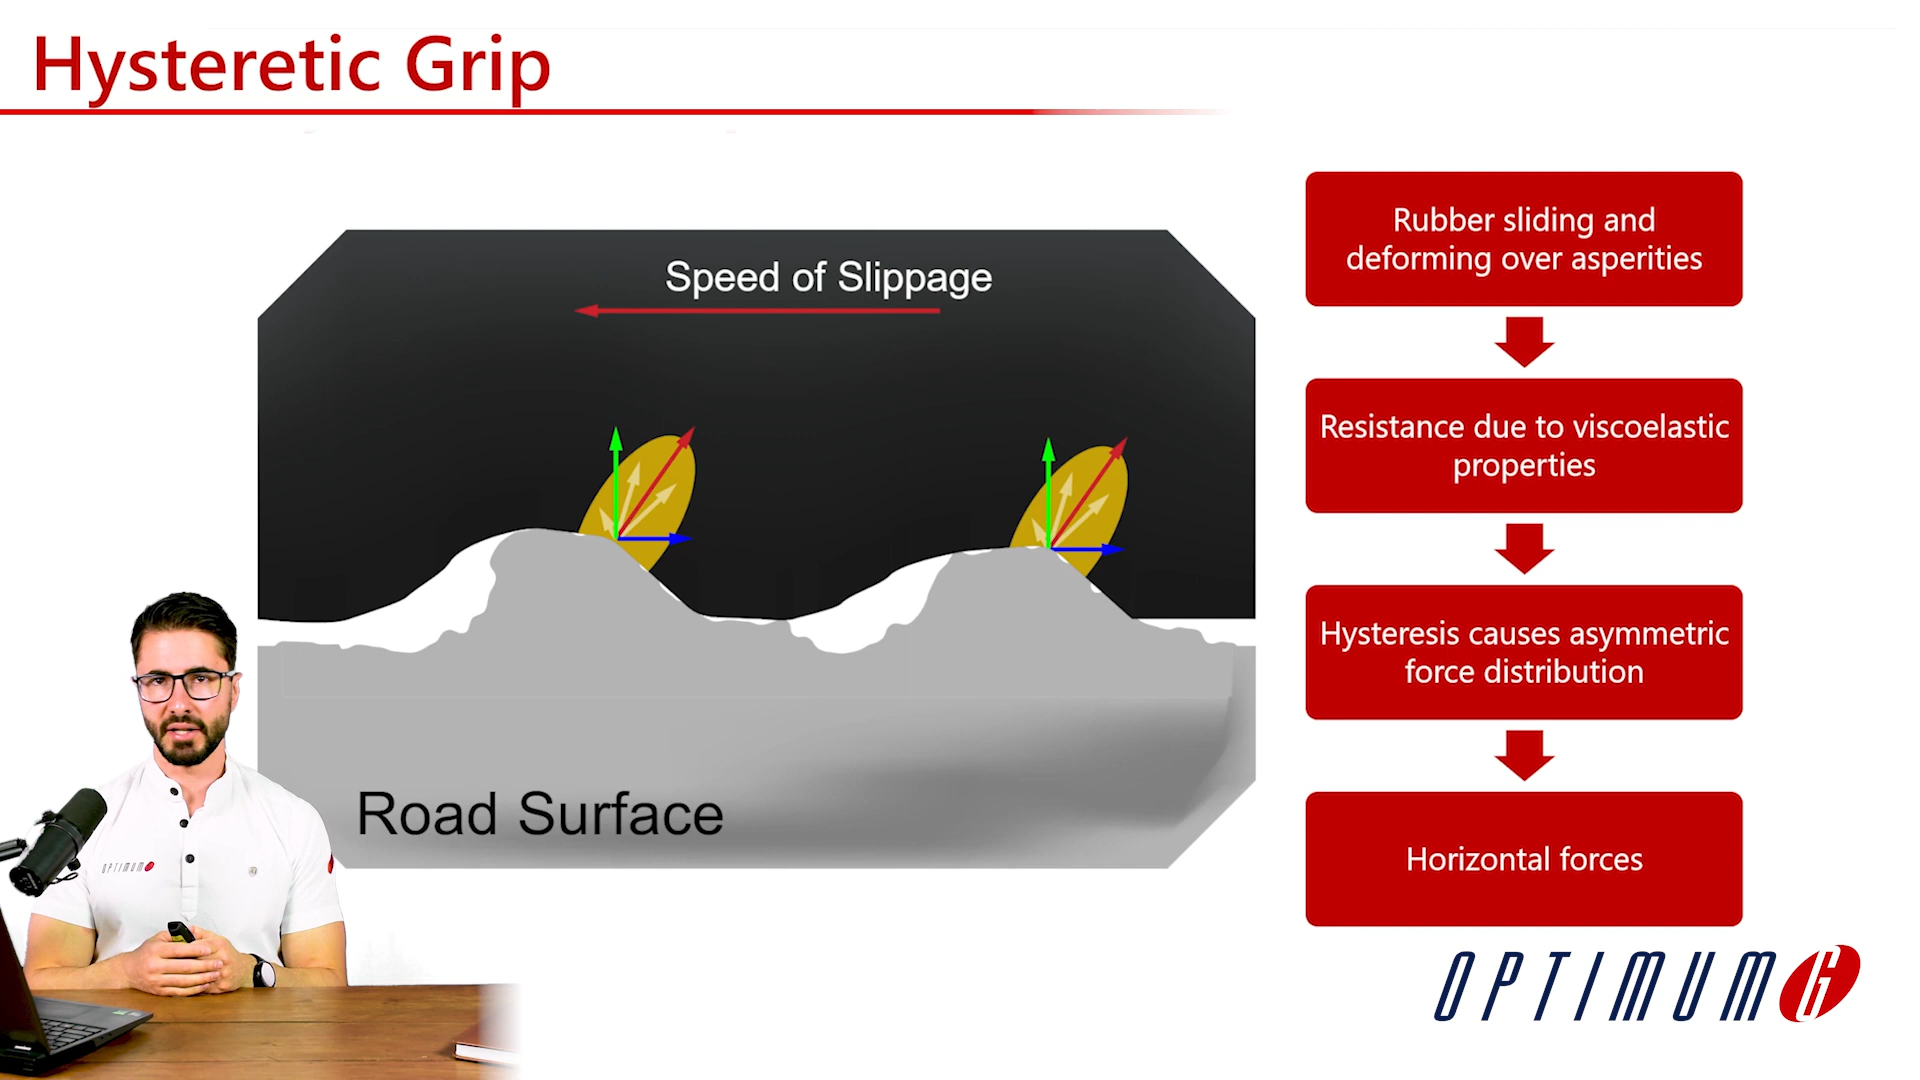 Hysteretic Grip
Speed of Slippage
Road Surface
Rubber sliding and
deforming over asperities
Resistance due to viscoelastic
properties
Hysteresis causes asymmetric
force distribution
Horizontal forces
OPTIMUM
OPTIMUMG